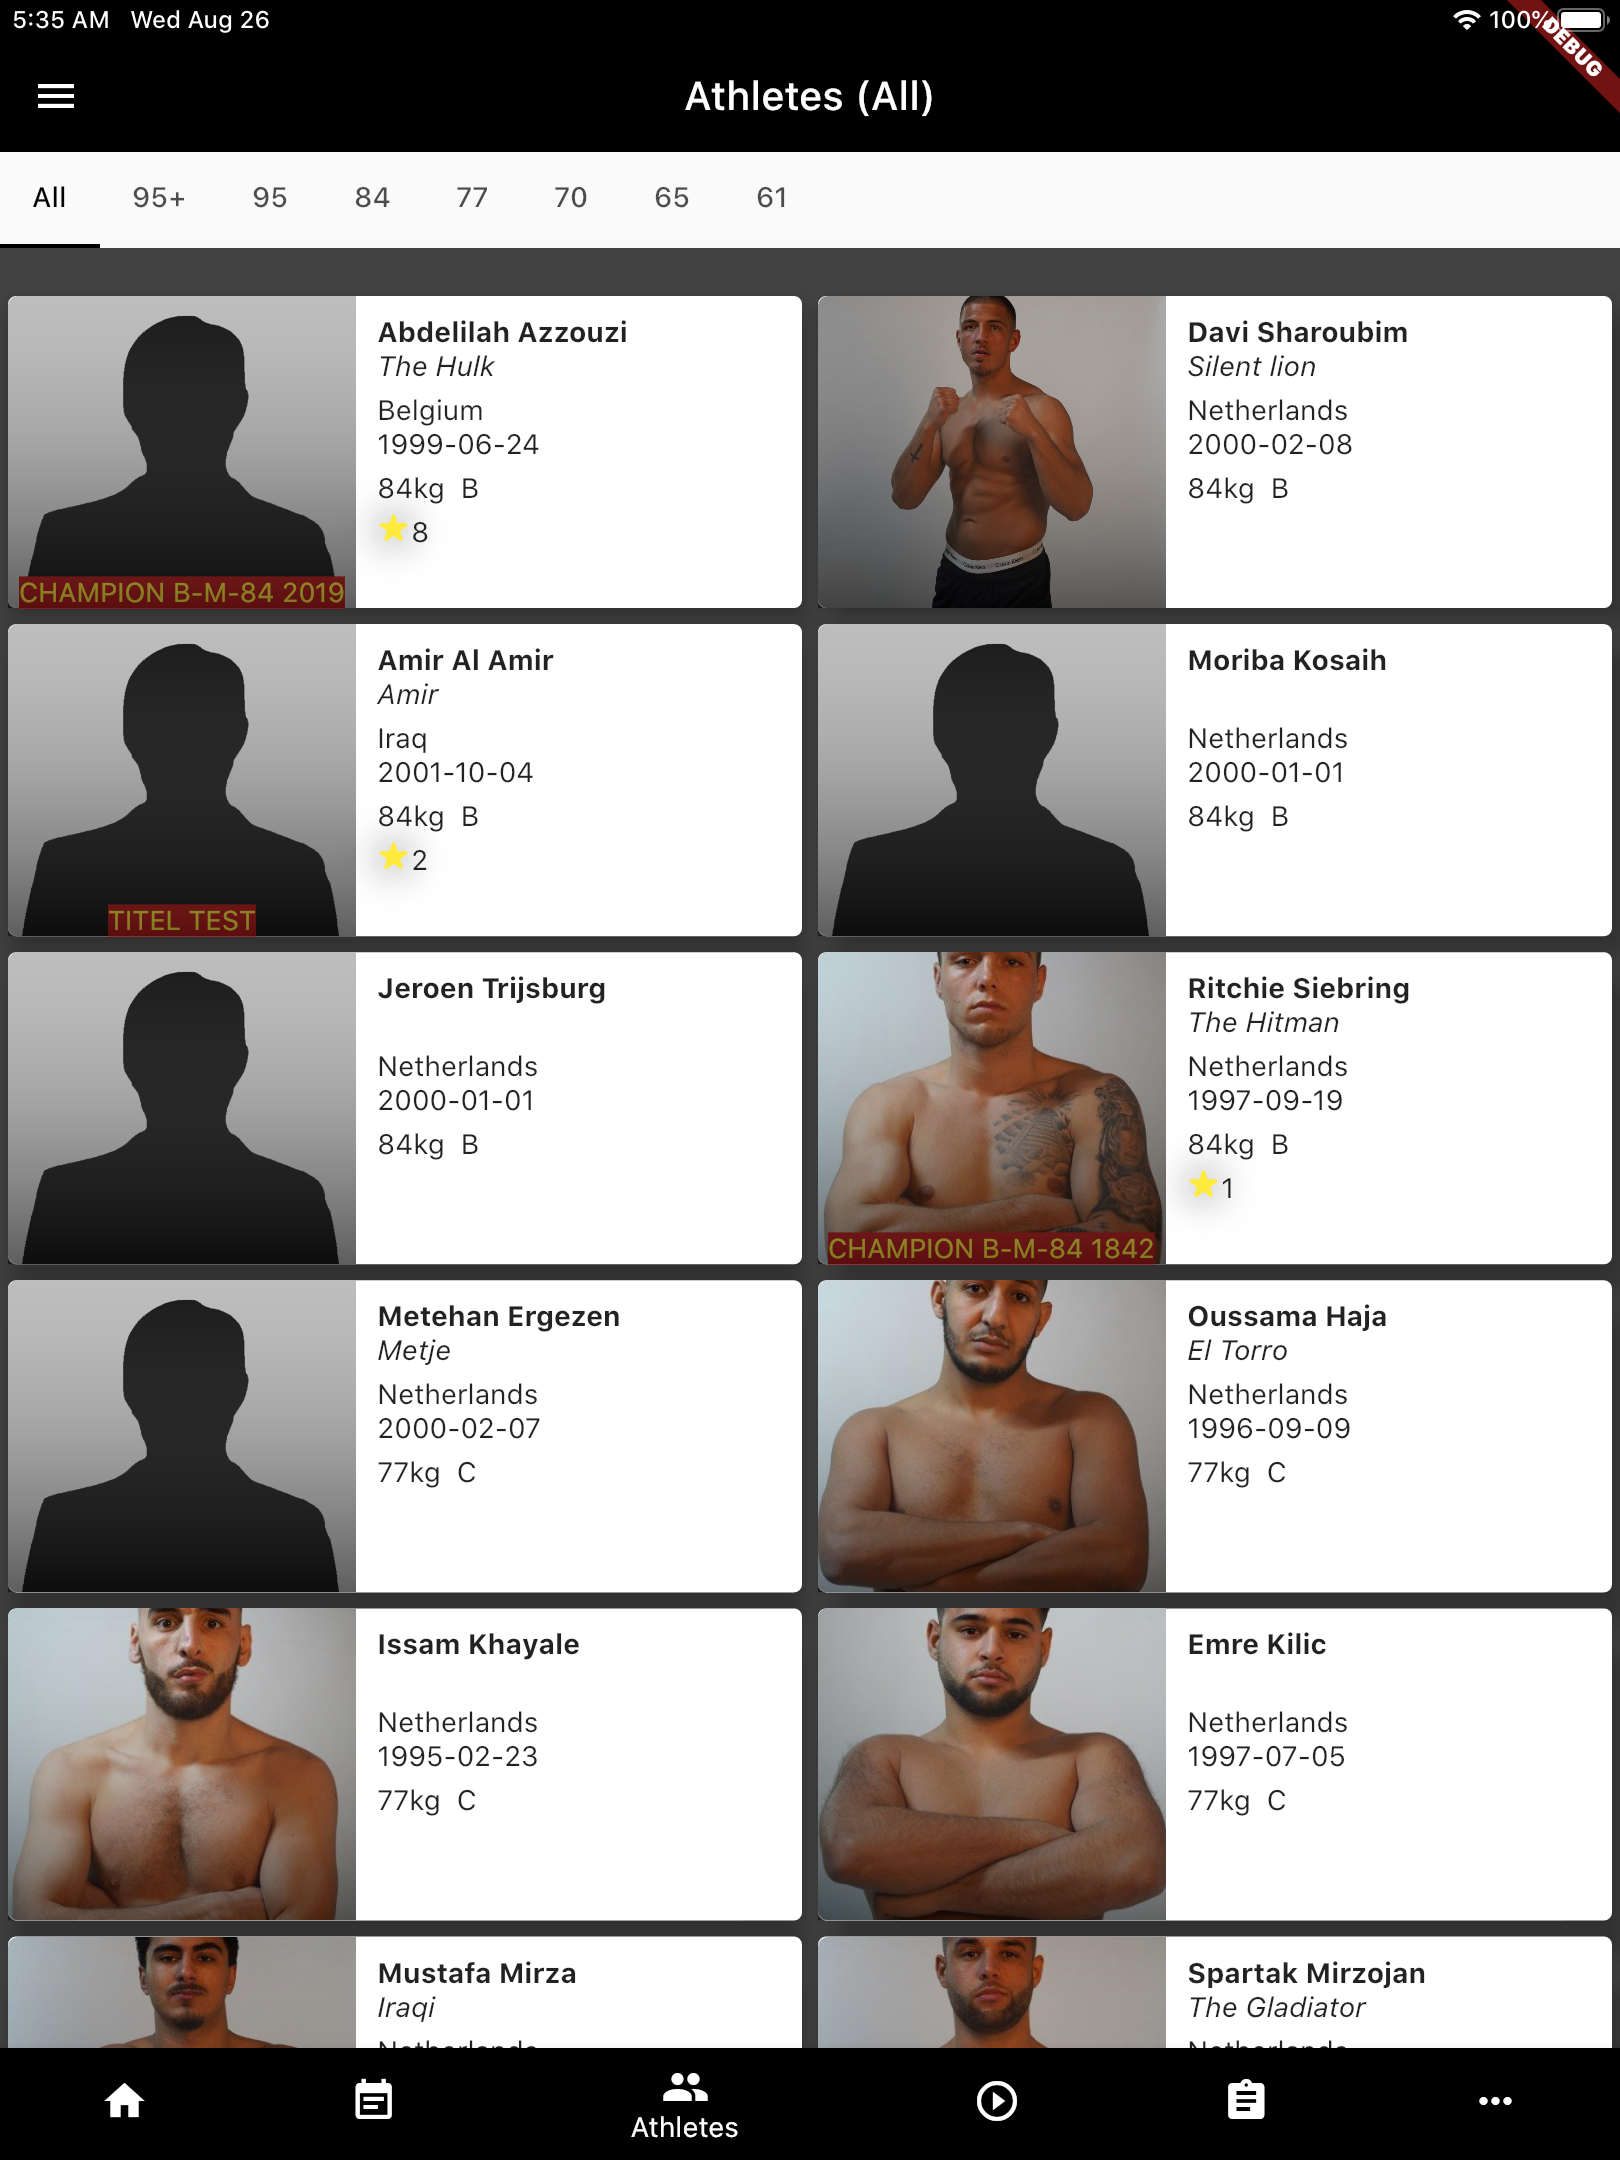 5:35 AM Wed Aug 26
100%
DEBUG
Athletes (All)
All 95+ 95 84 77 70 65 61
Abdelilah Azzouzi
The Hulk
Belgium
1999-06-24
84kg B
8
CHAMPION B-M-84 2019
Davi Sharoubim
Silent lion
Netherlands
2000-02-08
84kg B
Amir Al Amir
Amir
Iraq
2001-10-04
84kg B
2
TITEL TEST
Moriba Kosaih
Netherlands
2000-01-01
84kg B
Jeroen Trijsburg
Netherlands
2000-01-01
84kg B
Ritchie Siebring
The Hitman
Netherlands
1997-09-19
84kg B
1
CHAMPION B-M-84 1842
Metehan Ergezen
Metje
Netherlands
2000-02-07
77kg C
Oussama Haja
El Torro
Netherlands
1996-09-09
77kg C
Issam Khayale
Netherlands
1995-02-23
77kg C
Emre Kilic
Netherlands
1997-07-05
77kg C
Mustafa Mirza
Iraqi
Netherlands
Spartak Mirzojan
The Gladiator
Netherlands
Athletes